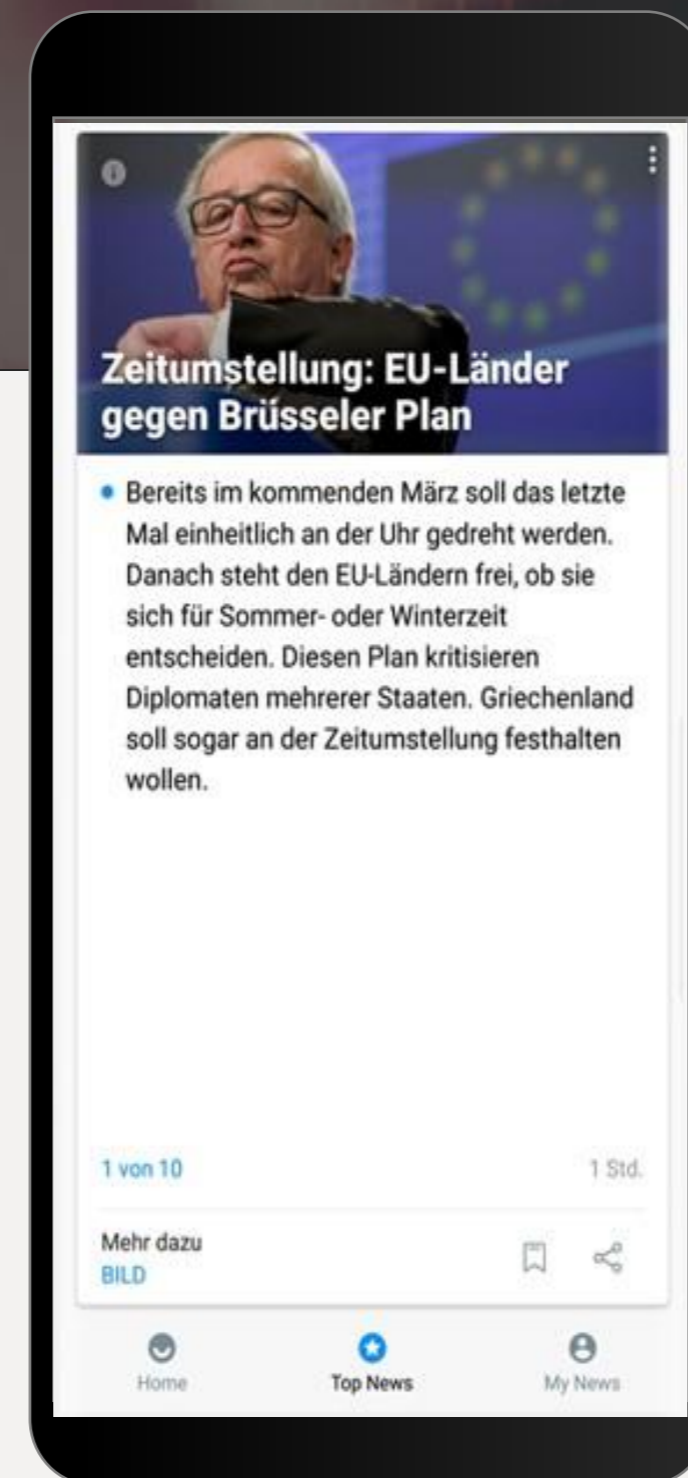 Zeitumstellung: EU-Länder
gegen Brüsseler Plan
Bereits im kommenden März soll das letzte
Mal einheitlich an der Uhr gedreht werden.
Danach steht den EU-Ländern frei, ob sie
sich für Sommer- oder Winterzeit
entscheiden. Diesen Plan kritisieren
Diplomaten mehrerer Staaten. Griechenland
soll sogar an der Zeitumstellung festhalten
wollen.
1 von 10
1 Std.
Mehr dazu
BILD
Home
Top News
My News